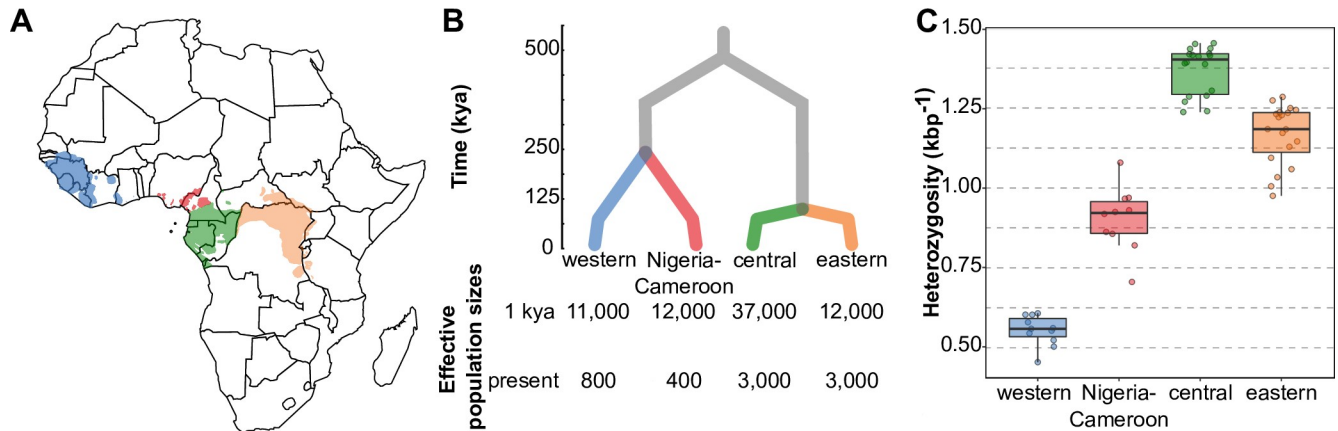 A
B
Time (kya)
500
250
125
0
western Nigeria-Cameroon central eastern
Effective population sizes
1 kya 11,000 12,000 37,000 12,000
present 800 400 3,000 3,000
C
Heterozygosity (kbp-1)
1.50
1.25
1.00
0.75
0.50
western Nigeria-Cameroon central eastern